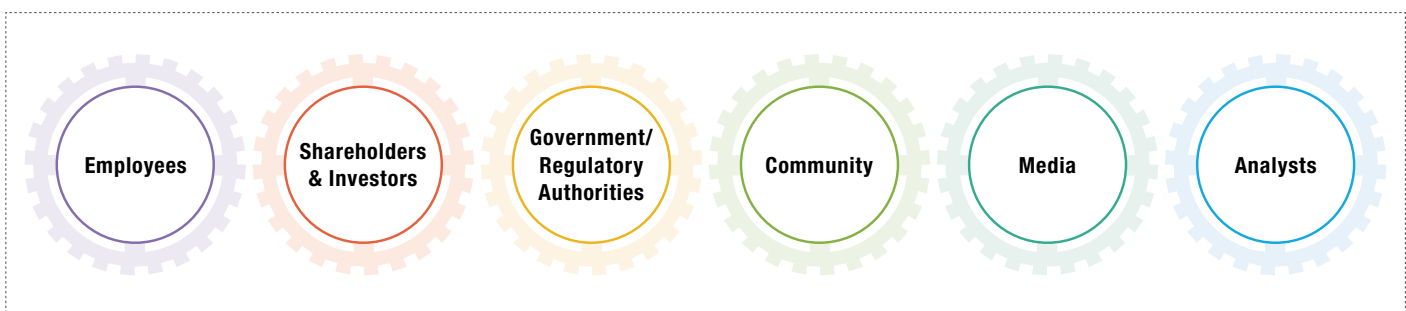 Employees
Shareholders
& Investors
Government/
Regulatory
Authorities
Community
Media
Analysts